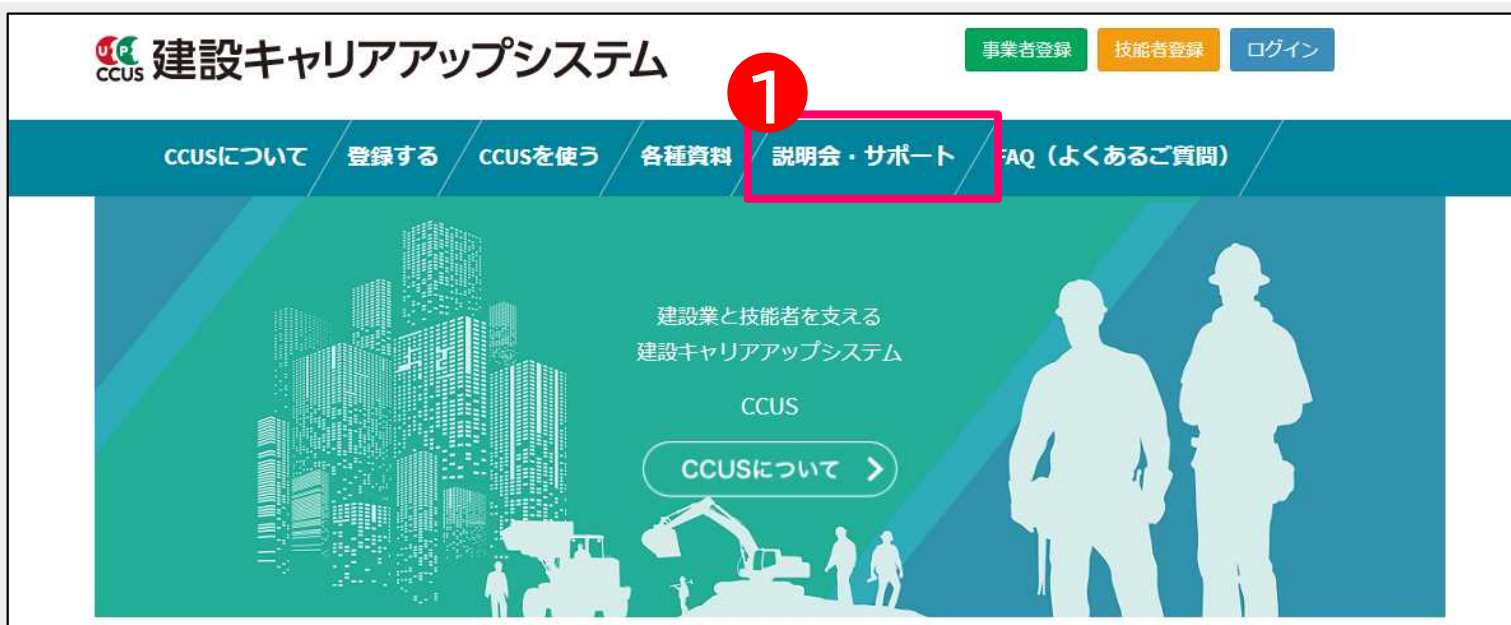 UPC
CCUS
建設キャリアアップシステム
事業者登録 技能者登録 ログイン
1
CCUSについて 登録する CCUSを使う 各種資料 説明会・サポート FAQ（よくあるご質問）
建設業と技能者を支える
建設キャリアアップシステム
CCUS
CCUSについて